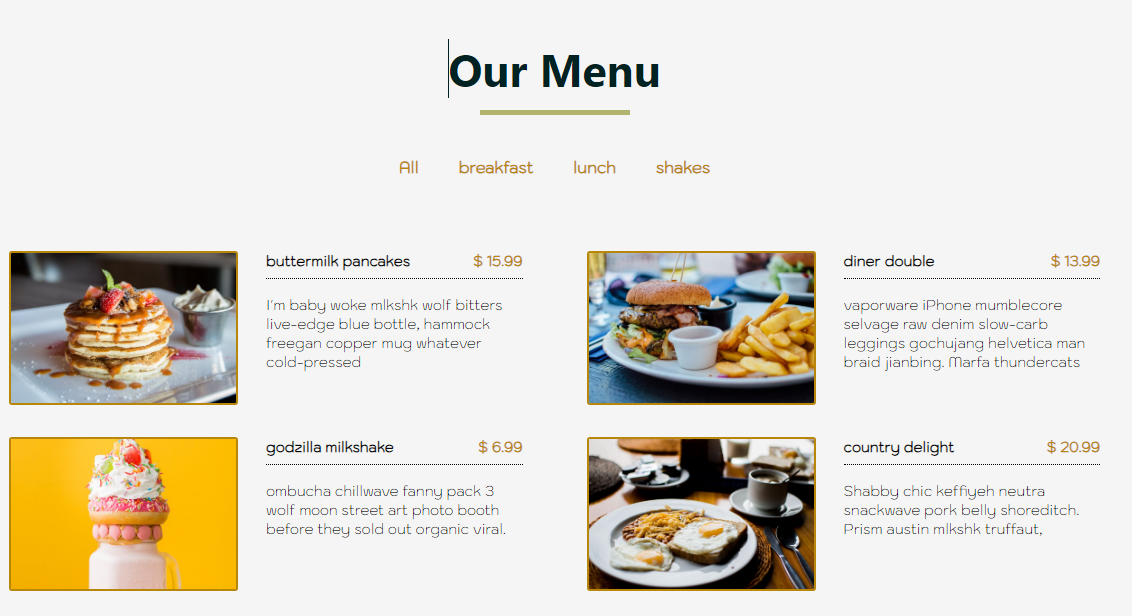 Our Menu
All breakfast lunch shakes
buttermilk pancakes $ 15.99
I'm baby woke mlkshk wolf bitters
live-edge blue bottle, hammock
freegan copper mug whatever
cold-pressed
diner double $ 13.99
vaporware iPhone mumblecore
selvage raw denim slow-carb
leggings gochujang helvetica man
braid jianbing. Marfa thundercats
godzilla milkshake $ 6.99
ombucha chillwave fanny pack 3
wolf moon street art photo booth
before they sold out organic viral.
country delight $ 20.99
Shabby chic keffiyeh neutra
snackwave pork belly shoreditch.
Prism austin mlkshk truffaut,